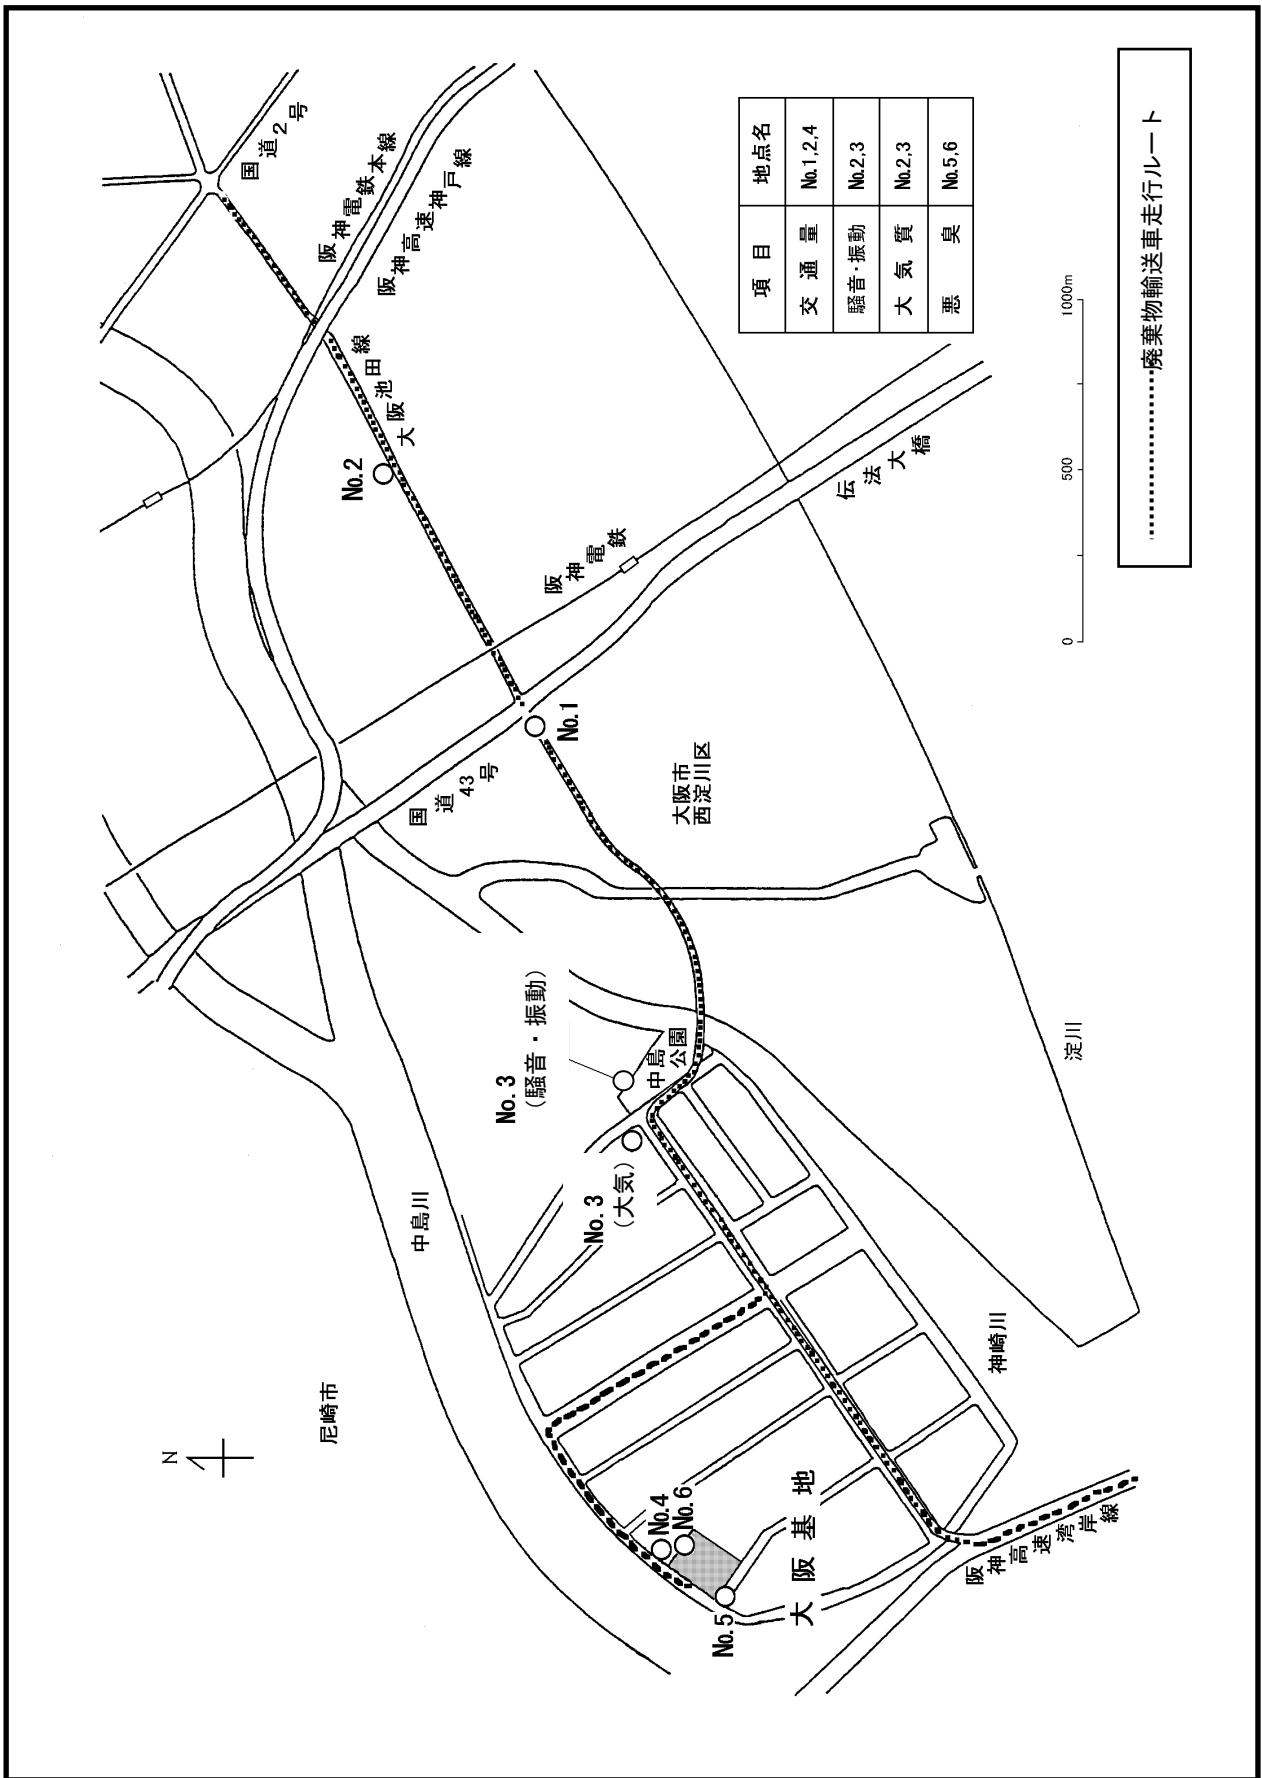 N
尼崎市
中島川
No.3
(騒音・振動)
No.3
(大気)
中島
公園
国道43号
No.1
No.2
大阪池田線
国道2号
阪神電鉄本線
阪神高速神戸線
阪神電鉄
伝法大橋
大阪市
西淀川区
淀川
神崎川
No.4
No.6
No.5
大阪基地
阪神高速湾岸線
項目 地点名
交通量 No.1,2,4
騒音・振動 No.2,3
大気質 No.2,3
悪臭 No.5,6
0 500 1000m
廃棄物輸送車走行ルート